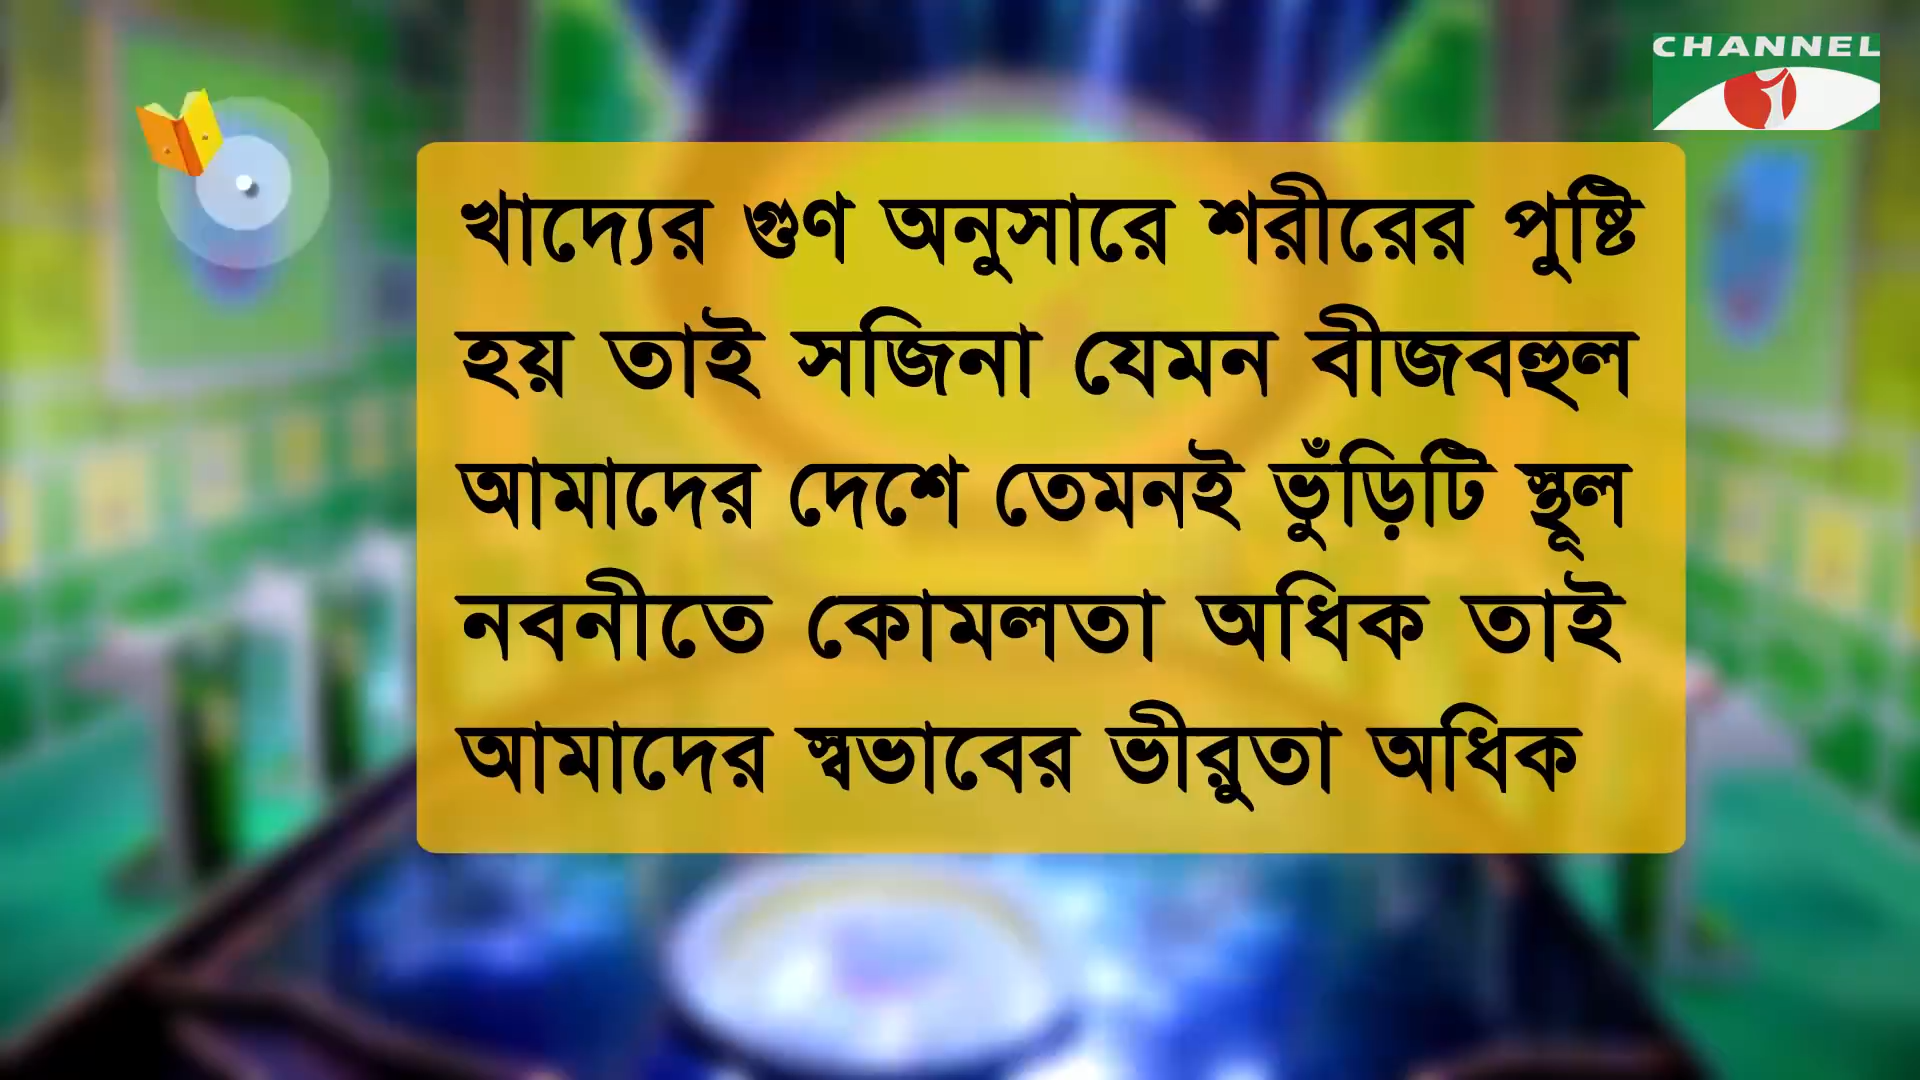 CHANNEL
i
খাদ্যের গুণ অনুসারে শরীরের পুষ্টি
হয় তাই সজিনা যেমন বীজবহুল
আমাদের দেশে তেমনই ভুঁড়িটি স্থূল
নবনীতে কোমলতা অধিক তাই
আমাদের স্বভাবের ভীরুতা অধিক